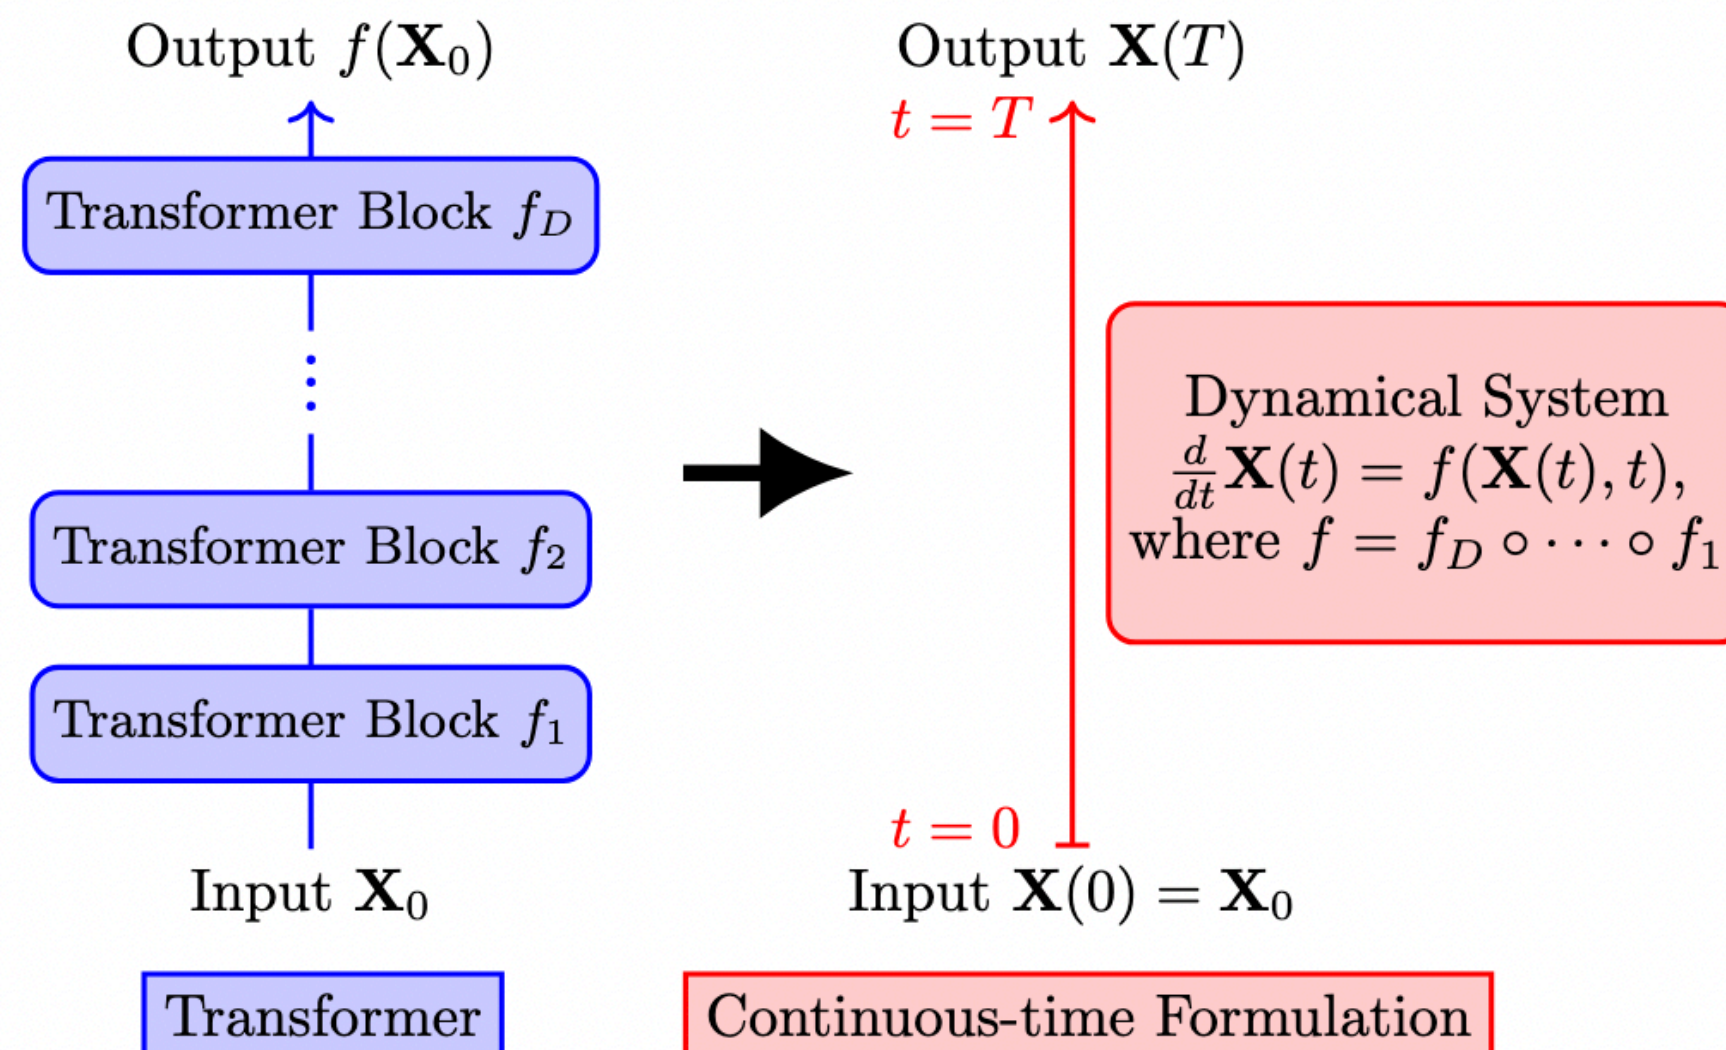 Output f(X₀)
Transformer Block f_D
⋮
Transformer Block f₂
Transformer Block f₁
Input X₀
Transformer
Output X(T)
t = T
Dynamical System
d/dt X(t) = f(X(t), t),
where f = f_D ∘ ⋯ ∘ f₁
t = 0
Input X(0) = X₀
Continuous-time Formulation